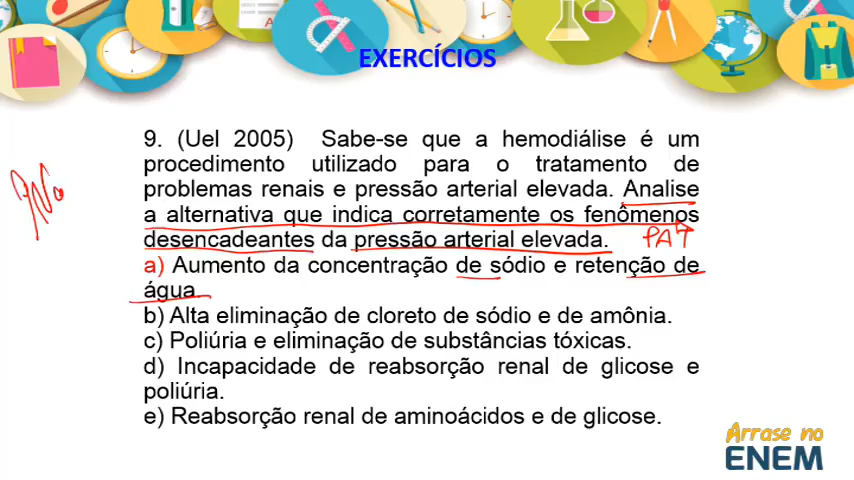 EXERCÍCIOS
9. (Uel 2005) Sabe-se que a hemodiálise é um
procedimento utilizado para o tratamento de
problemas renais e pressão arterial elevada. Analise
a alternativa que indica corretamente os fenômenos
desencadeantes da pressão arterial elevada. PA↑
a) Aumento da concentração de sódio e retenção de
água.
b) Alta eliminação de cloreto de sódio e de amônia.
c) Poliúria e eliminação de substâncias tóxicas.
d) Incapacidade de reabsorção renal de glicose e
poliúria.
e) Reabsorção renal de aminoácidos e de glicose.
Arrase no
ENEM